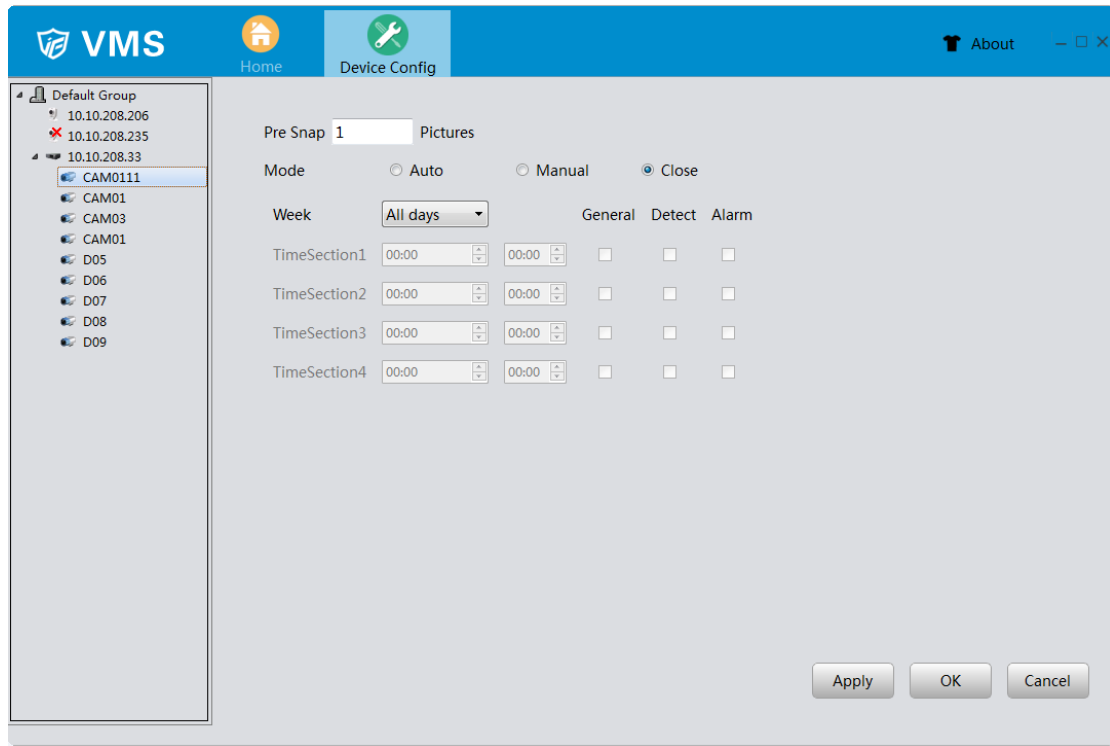 VMS
Home
Device Config
About
Default Group
10.10.208.206
10.10.208.235
10.10.208.33
CAM0111
CAM01
CAM03
CAM01
D05
D06
D07
D08
D09
Pre Snap 1 Pictures
Mode Auto Manual Close
Week All days General Detect Alarm
TimeSection1 00:00 00:00
TimeSection2 00:00 00:00
TimeSection3 00:00 00:00
TimeSection4 00:00 00:00
Apply OK Cancel